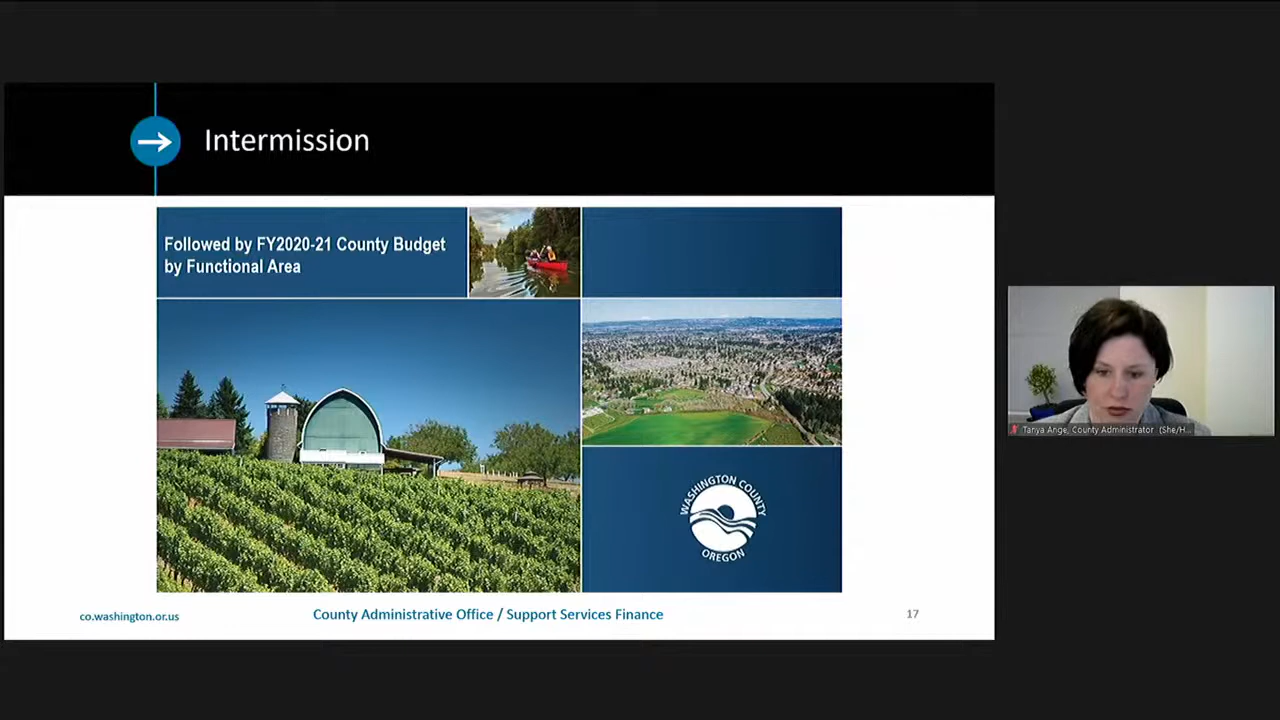 Intermission
Followed by FY2020-21 County Budget
by Functional Area
WASHINGTON COUNTY
OREGON
co.washington.or.us
County Administrative Office / Support Services Finance
17
Tanya Ange, County Administrator (She/H...